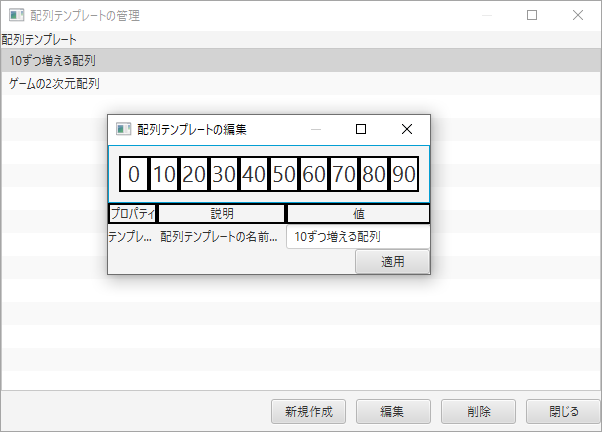 配列テンプレートの管理
配列テンプレート
10ずつ増える配列
ゲームの2次元配列
配列テンプレートの編集
0 10 20 30 40 50 60 70 80 90
プロパティ 説明 値
テンプレ... 配列テンプレートの名前... 10ずつ増える配列
適用
新規作成 編集 削除 閉じる